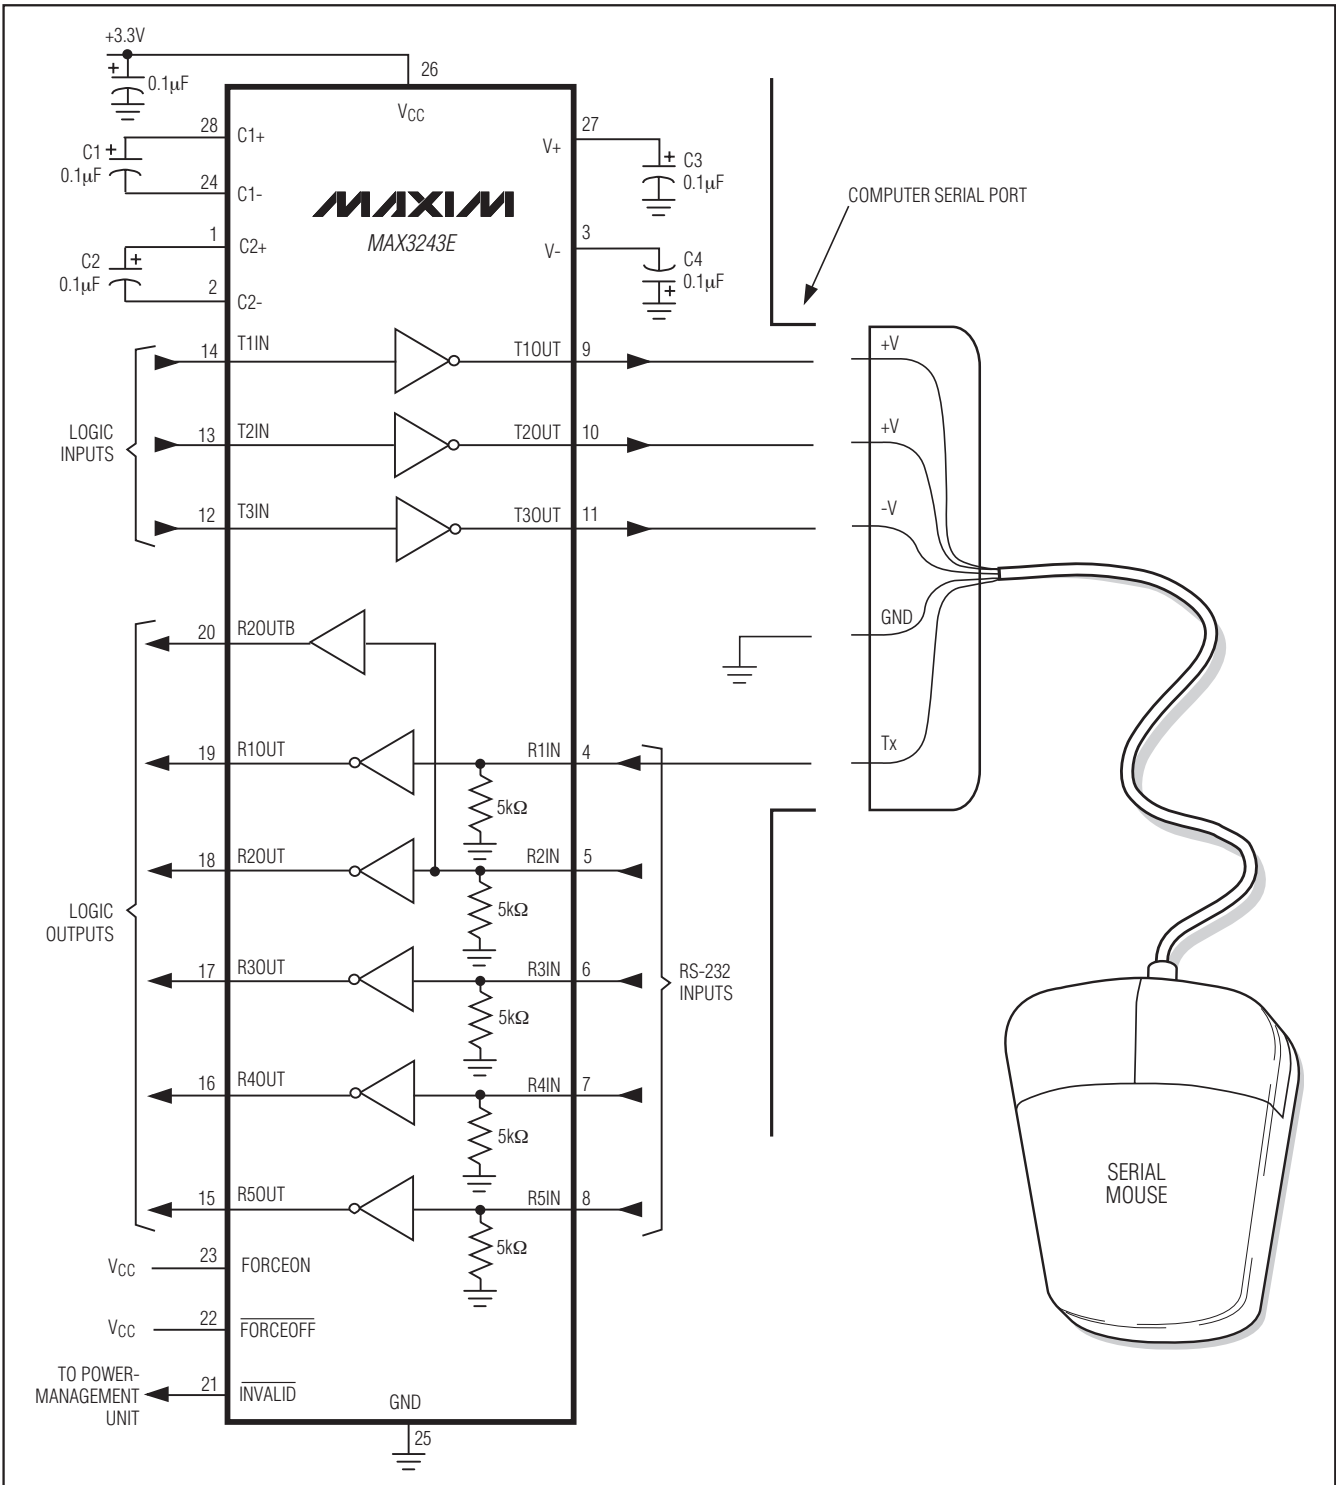 +3.3V
+
0.1µF
26
VCC
28
C1+
C1
+
0.1µF
24
C1-
27
V+
+
C3
0.1µF
MAXIM
MAX3243E
COMPUTER SERIAL PORT
1
C2+
C2
+
0.1µF
2
C2-
3
V-
C4
0.1µF
+
LOGIC
INPUTS
14
T1IN
T1OUT
9
+V
13
T2IN
T2OUT
10
+V
12
T3IN
T3OUT
11
-V
20
R2OUTB
GND
19
R1OUT
R1IN
4
Tx
5kΩ
18
R2OUT
R2IN
5
5kΩ
LOGIC
OUTPUTS
17
R3OUT
R3IN
6
5kΩ
RS-232
INPUTS
16
R4OUT
R4IN
7
5kΩ
15
R5OUT
R5IN
8
5kΩ
SERIAL
MOUSE
VCC
23
FORCEON
VCC
22
FORCEOFF
TO POWER-
MANAGEMENT
UNIT
21
INVALID
GND
25